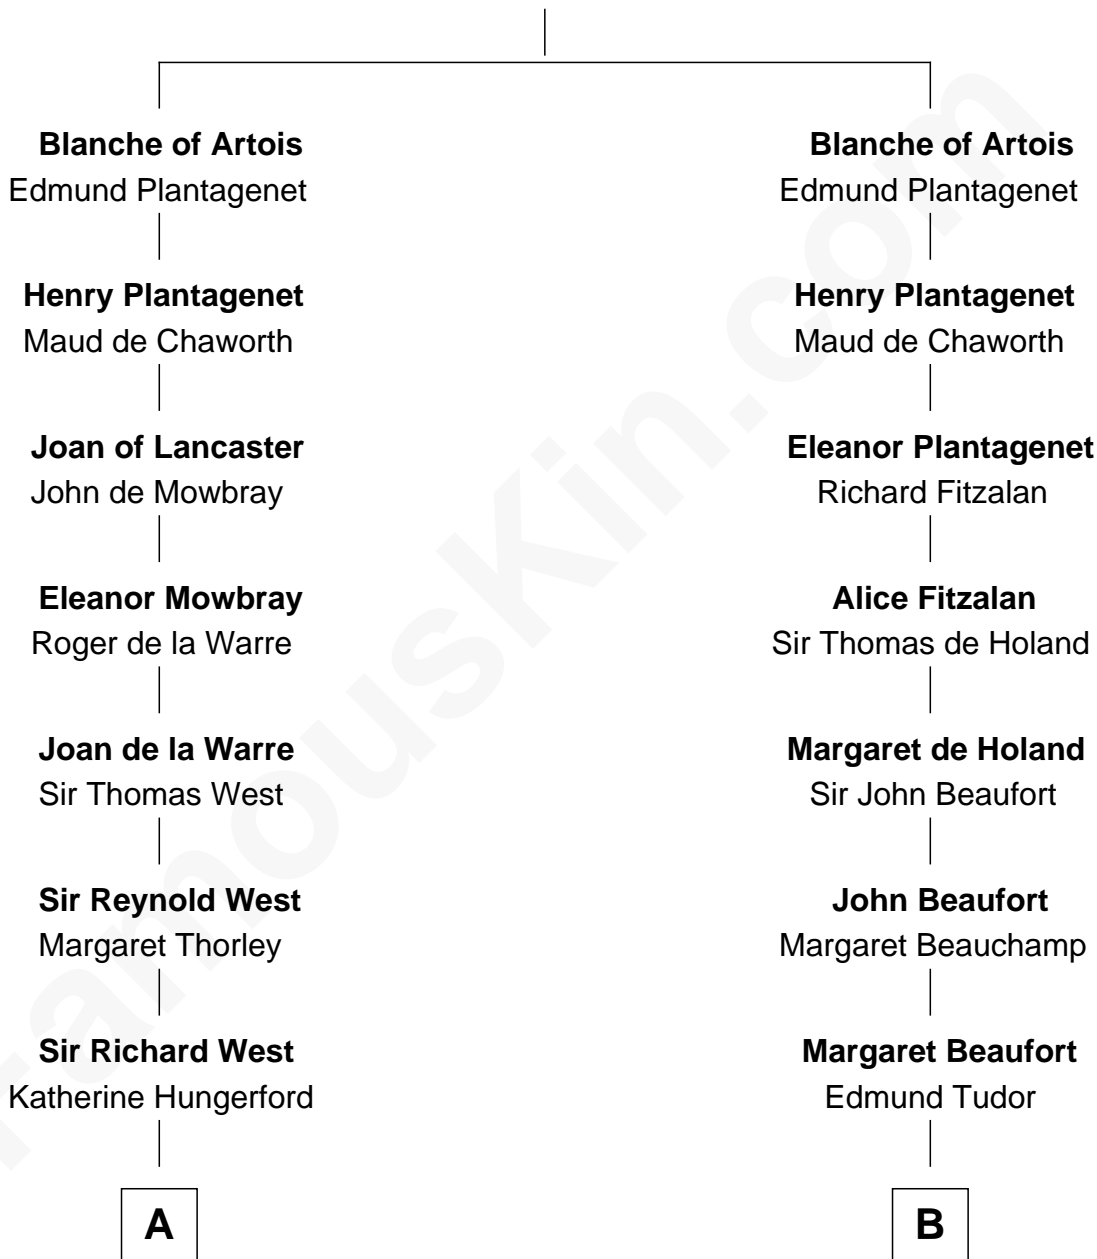 Blanche of Artois
Edmund Plantagenet
Henry Plantagenet
Maud de Chaworth
Joan of Lancaster
John de Mowbray
Eleanor Mowbray
Roger de la Warre
Joan de la Warre
Sir Thomas West
Sir Reynold West
Margaret Thorley
Sir Richard West
Katherine Hungerford
A
Blanche of Artois
Edmund Plantagenet
Henry Plantagenet
Maud de Chaworth
Eleanor Plantagenet
Richard Fitzalan
Alice Fitzalan
Sir Thomas de Holand
Margaret de Holand
Sir John Beaufort
John Beaufort
Margaret Beauchamp
Margaret Beaufort
Edmund Tudor
B
famouskin.com